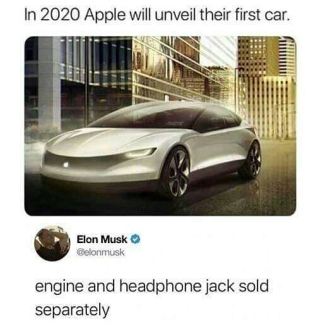 In 2020 Apple will unveil their first car.
Elon Musk
@elonmusk
engine and headphone jack sold
separately